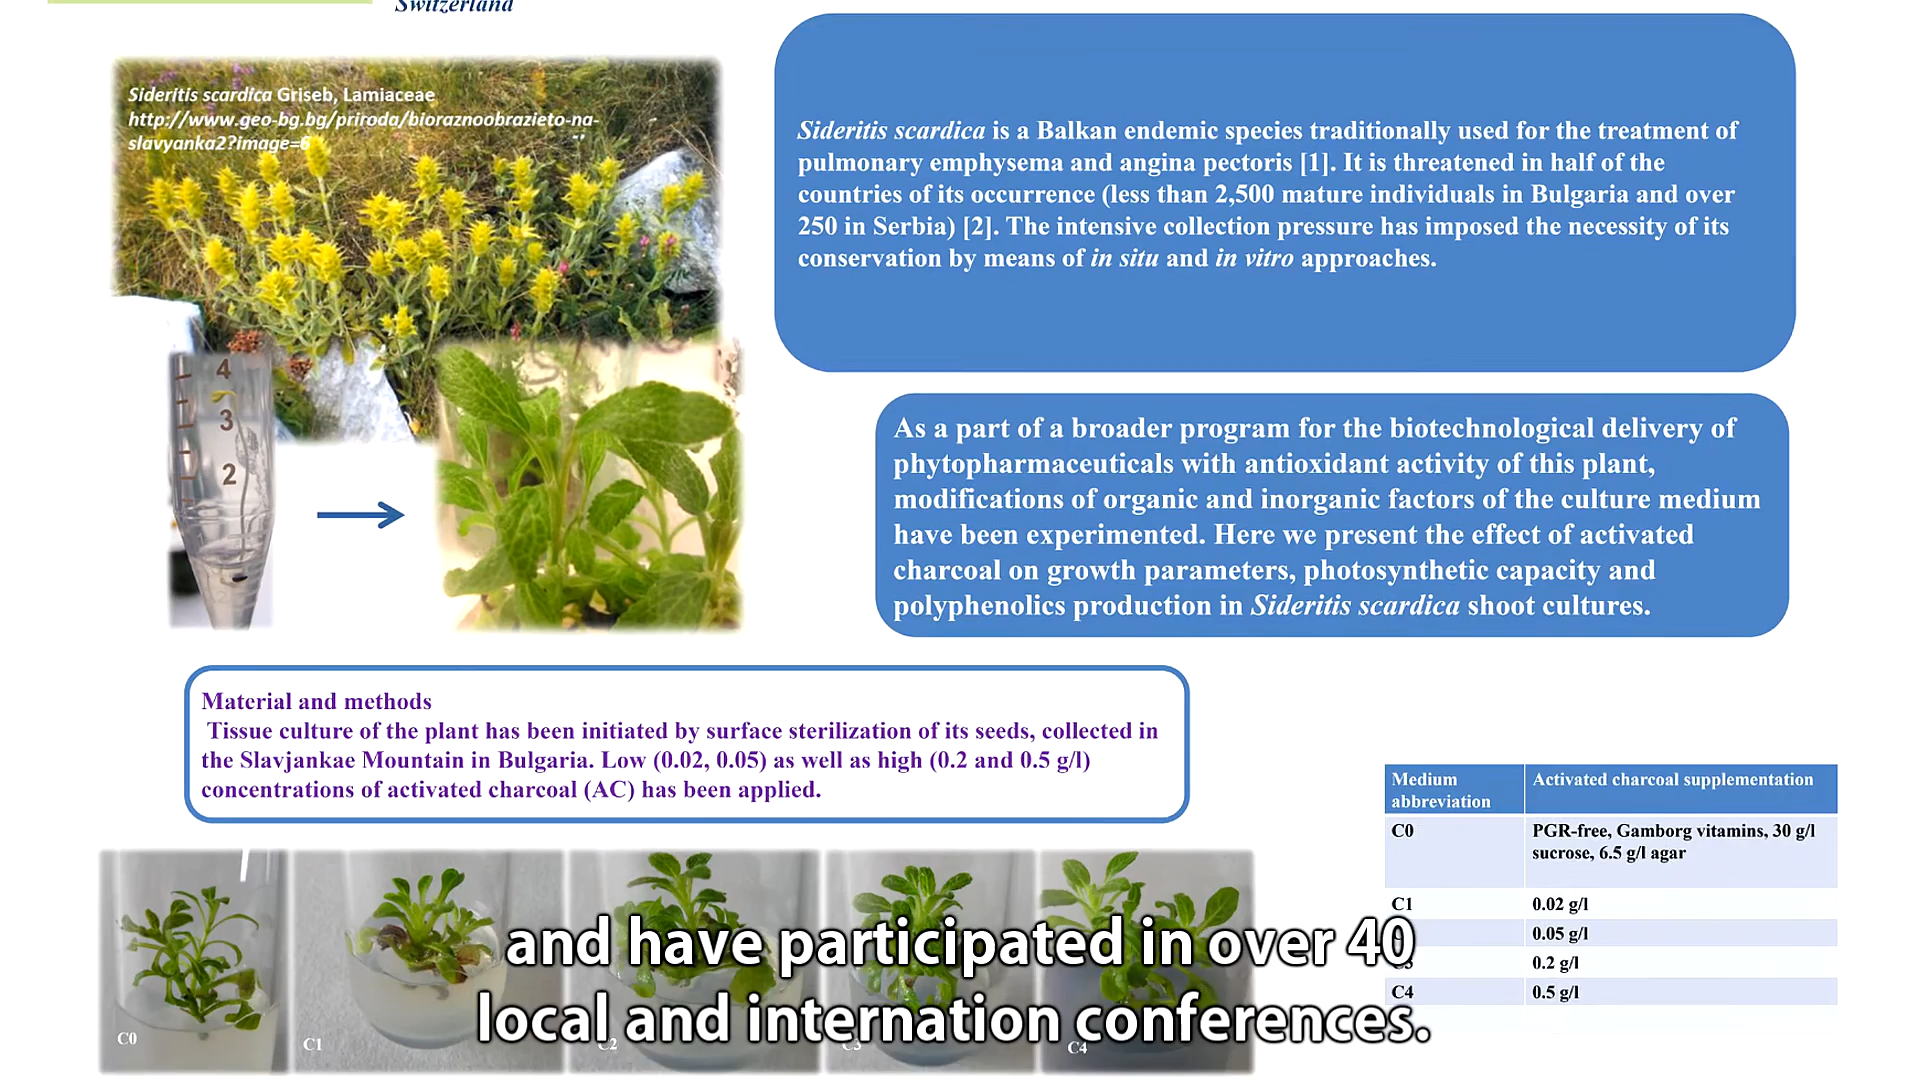 Switzerland
Sideritis scardica Griseb, Lamiaceae
http://www.geo-bg.bg/priroda/bioraznoobrazieto-na-
slavyanka2?image=6
Sideritis scardica is a Balkan endemic species traditionally used for the treatment of
pulmonary emphysema and angina pectoris [1]. It is threatened in half of the
countries of its occurrence (less than 2,500 mature individuals in Bulgaria and over
250 in Serbia) [2]. The intensive collection pressure has imposed the necessity of its
conservation by means of in situ and in vitro approaches.
4
3
2
As a part of a broader program for the biotechnological delivery of
phytopharmaceuticals with antioxidant activity of this plant,
modifications of organic and inorganic factors of the culture medium
have been experimented. Here we present the effect of activated
charcoal on growth parameters, photosynthetic capacity and
polyphenolics production in Sideritis scardica shoot cultures.
Material and methods
Tissue culture of the plant has been initiated by surface sterilization of its seeds, collected in
the Slavjankae Mountain in Bulgaria. Low (0.02, 0.05) as well as high (0.2 and 0.5 g/l)
concentrations of activated charcoal (AC) has been applied.
Medium
abbreviation
Activated charcoal supplementation
C0
PGR-free, Gamborg vitamins, 30 g/l
sucrose, 6.5 g/l agar
C1
0.02 g/l
0.05 g/l
0.2 g/l
C4
0.5 g/l
C0
C1
C4
and have participated in over 40
local and internation conferences.